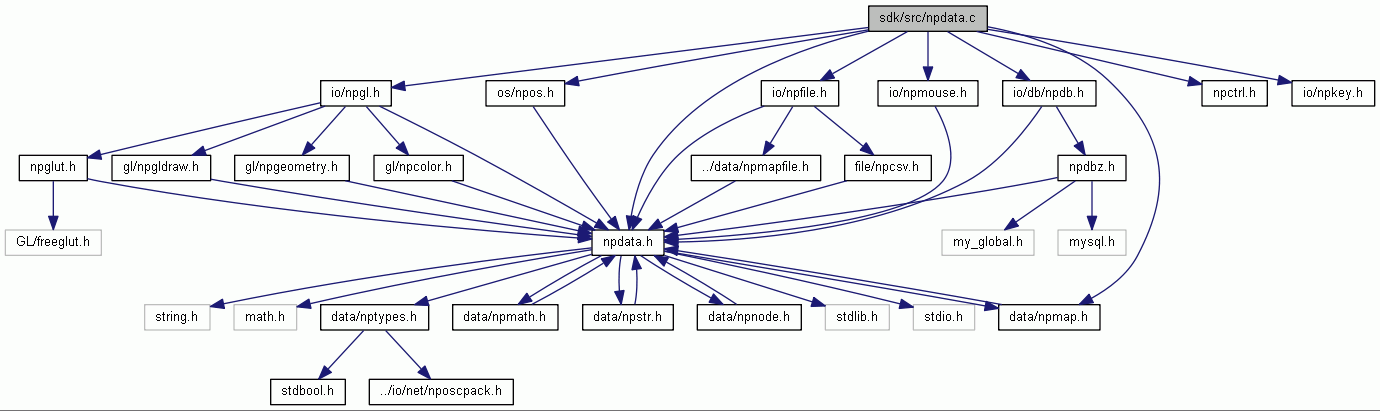 sdk/src/npdata.c
io/npgl.h
os/npos.h
io/npfile.h
io/npmouse.h
io/db/npdb.h
npctrl.h
io/npkey.h
npglut.h
gl/npgldraw.h
gl/npgeometry.h
gl/npcolor.h
../data/npmapfile.h
file/npcsv.h
npdbz.h
GL/freeglut.h
npdata.h
my_global.h
mysql.h
string.h
math.h
data/nptypes.h
data/npmath.h
data/npstr.h
data/npnode.h
stdlib.h
stdio.h
data/npmap.h
stdbool.h
../io/net/nposcpack.h